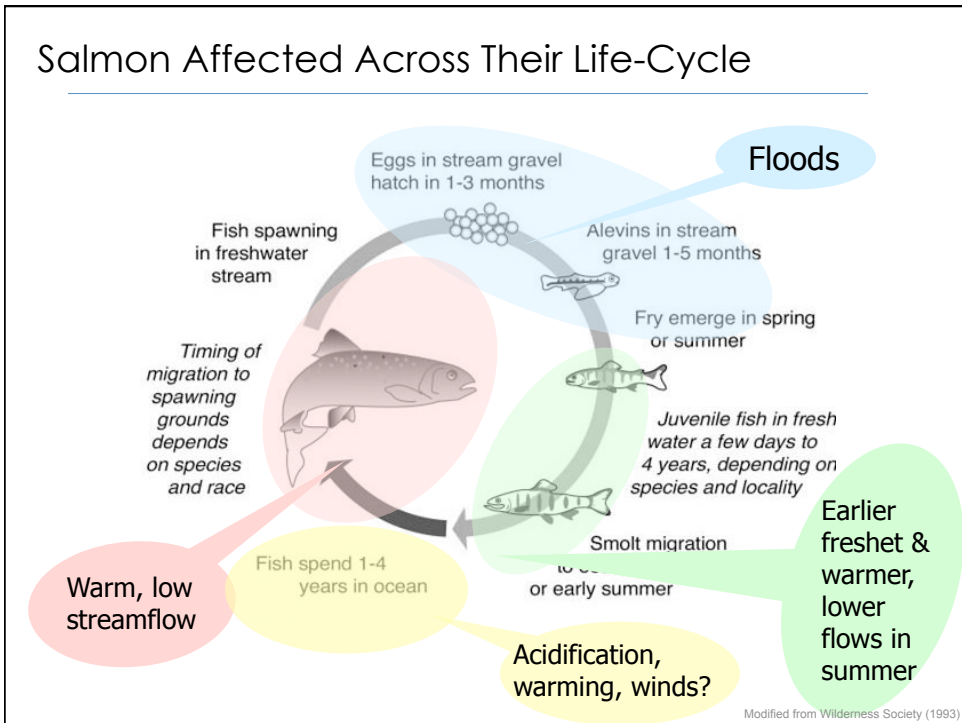 Salmon Affected Across Their Life-Cycle
Eggs in stream gravel
hatch in 1-3 months
Floods
Fish spawning
in freshwater
stream
Alevins in stream
gravel 1-5 months
Fry emerge in spring
or summer
Timing of
migration to
spawning
grounds
depends
on species
and race
Juvenile fish in fresh
water a few days to
4 years, depending on
species and locality
Smolt migration
to
or early summer
Earlier
freshet &
warmer,
lower
flows in
summer
Fish spend 1-4
years in ocean
Warm, low
streamflow
Acidification,
warming, winds?
Modified from Wilderness Society (1993)